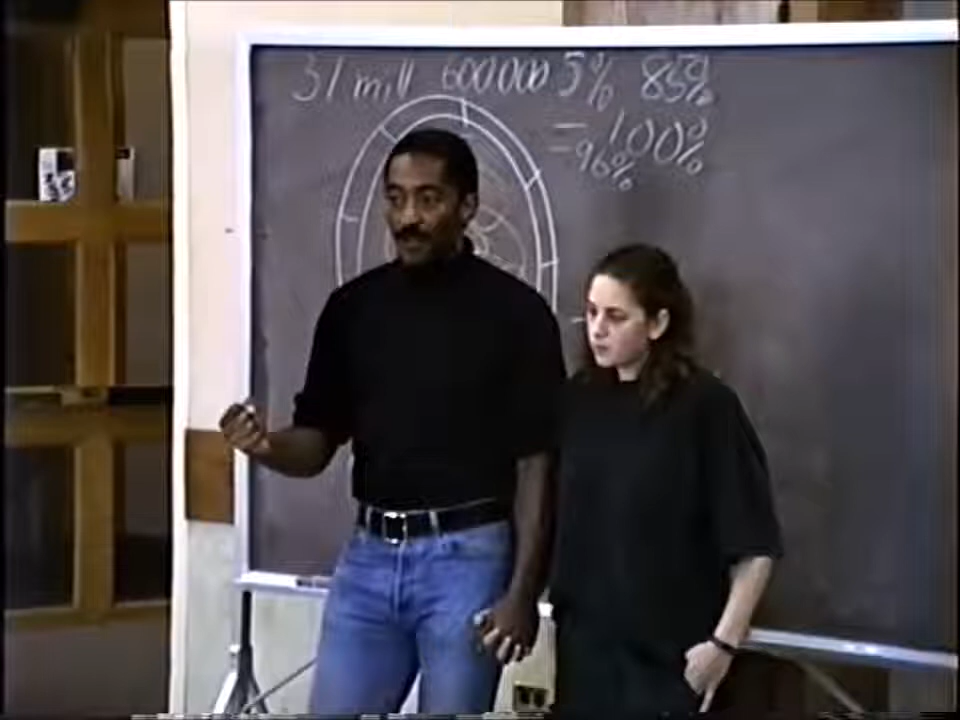 31 mill 600000 5% 85%
= 100%
= 96%